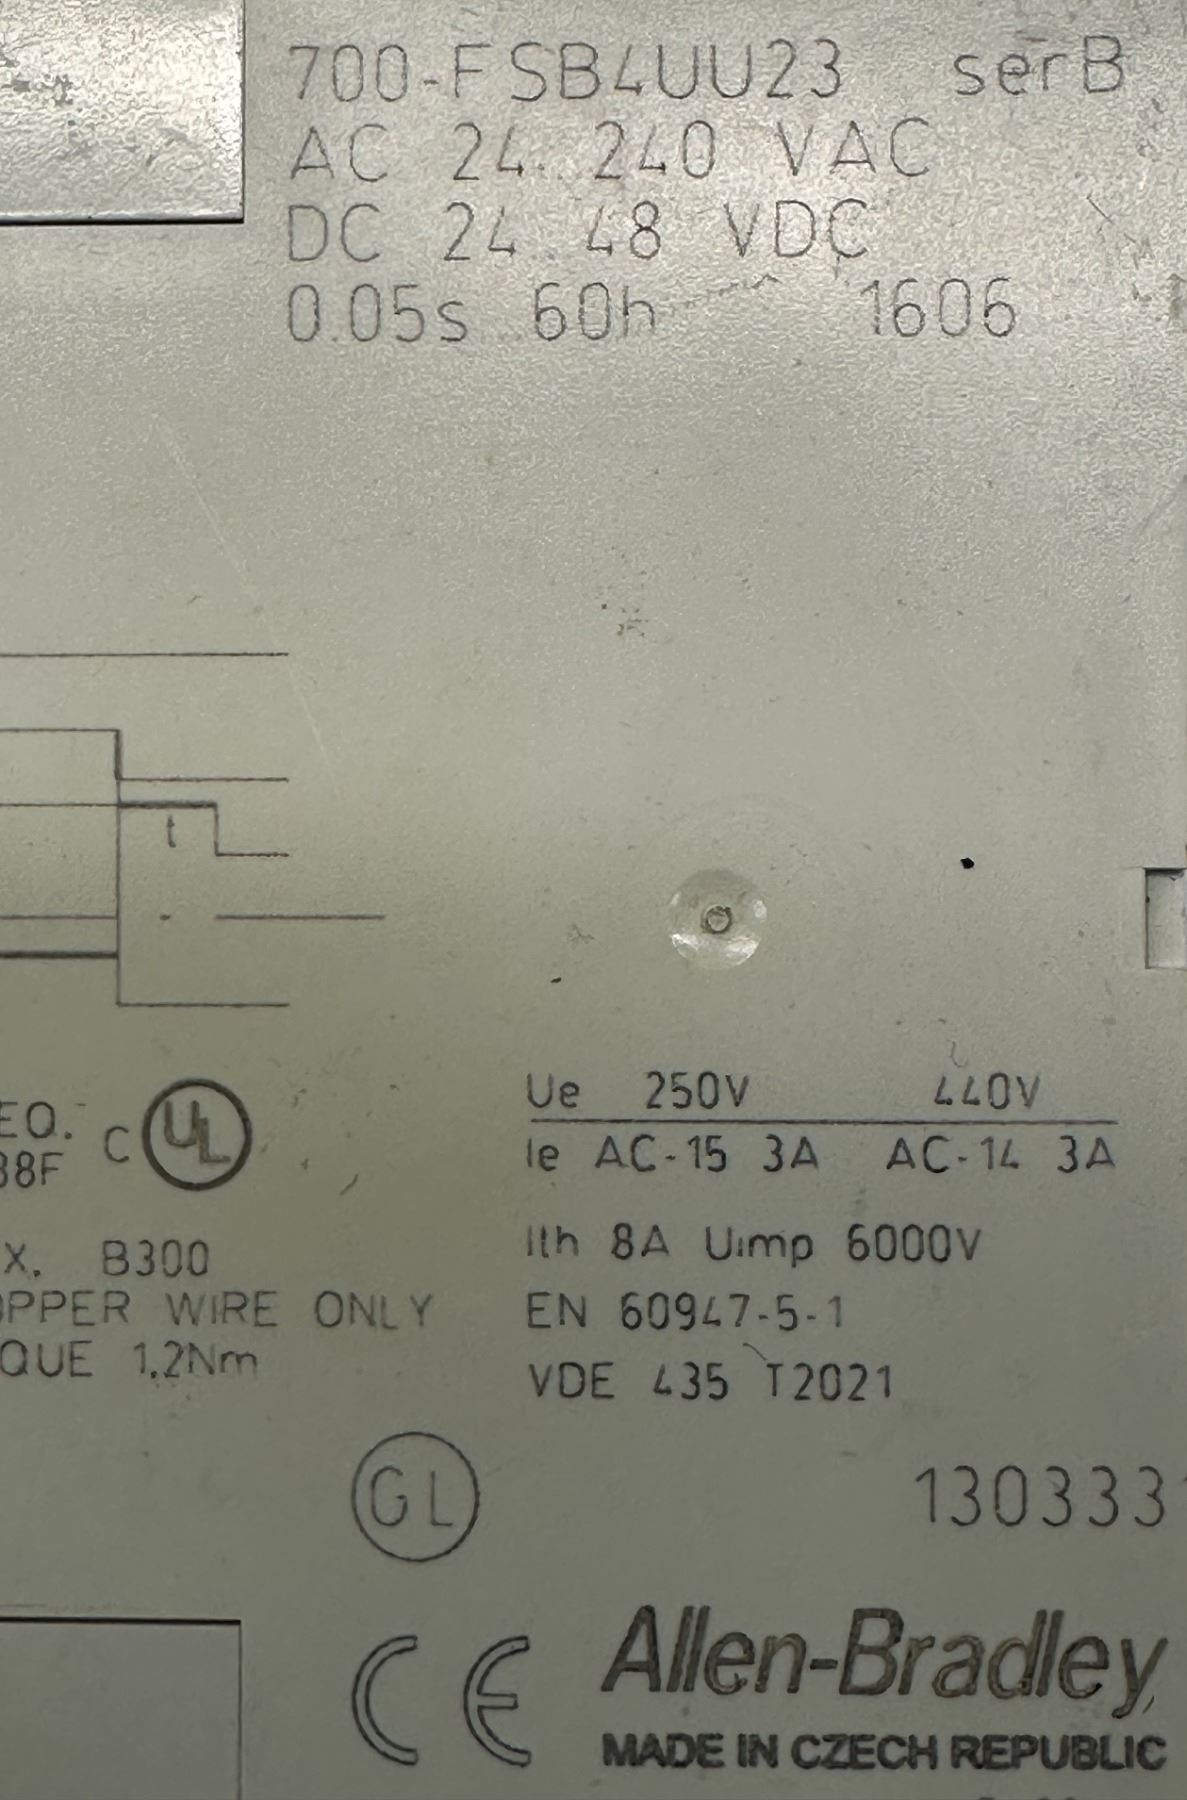 700-FSB4UU23 serB
AC 24..240 VAC
DC 24..48 VDC
0.05s..60h 1606
t
EQ.
38F
C UL
X. B300
OPPER WIRE ONLY
QUE 1.2Nm
Ue 250V 440V
Ie AC-15 3A AC-14 3A
Ith 8A Uimp 6000V
EN 60947-5-1
VDE 435 T2021
GL
130333
CE
Allen-Bradley
MADE IN CZECH REPUBLIC